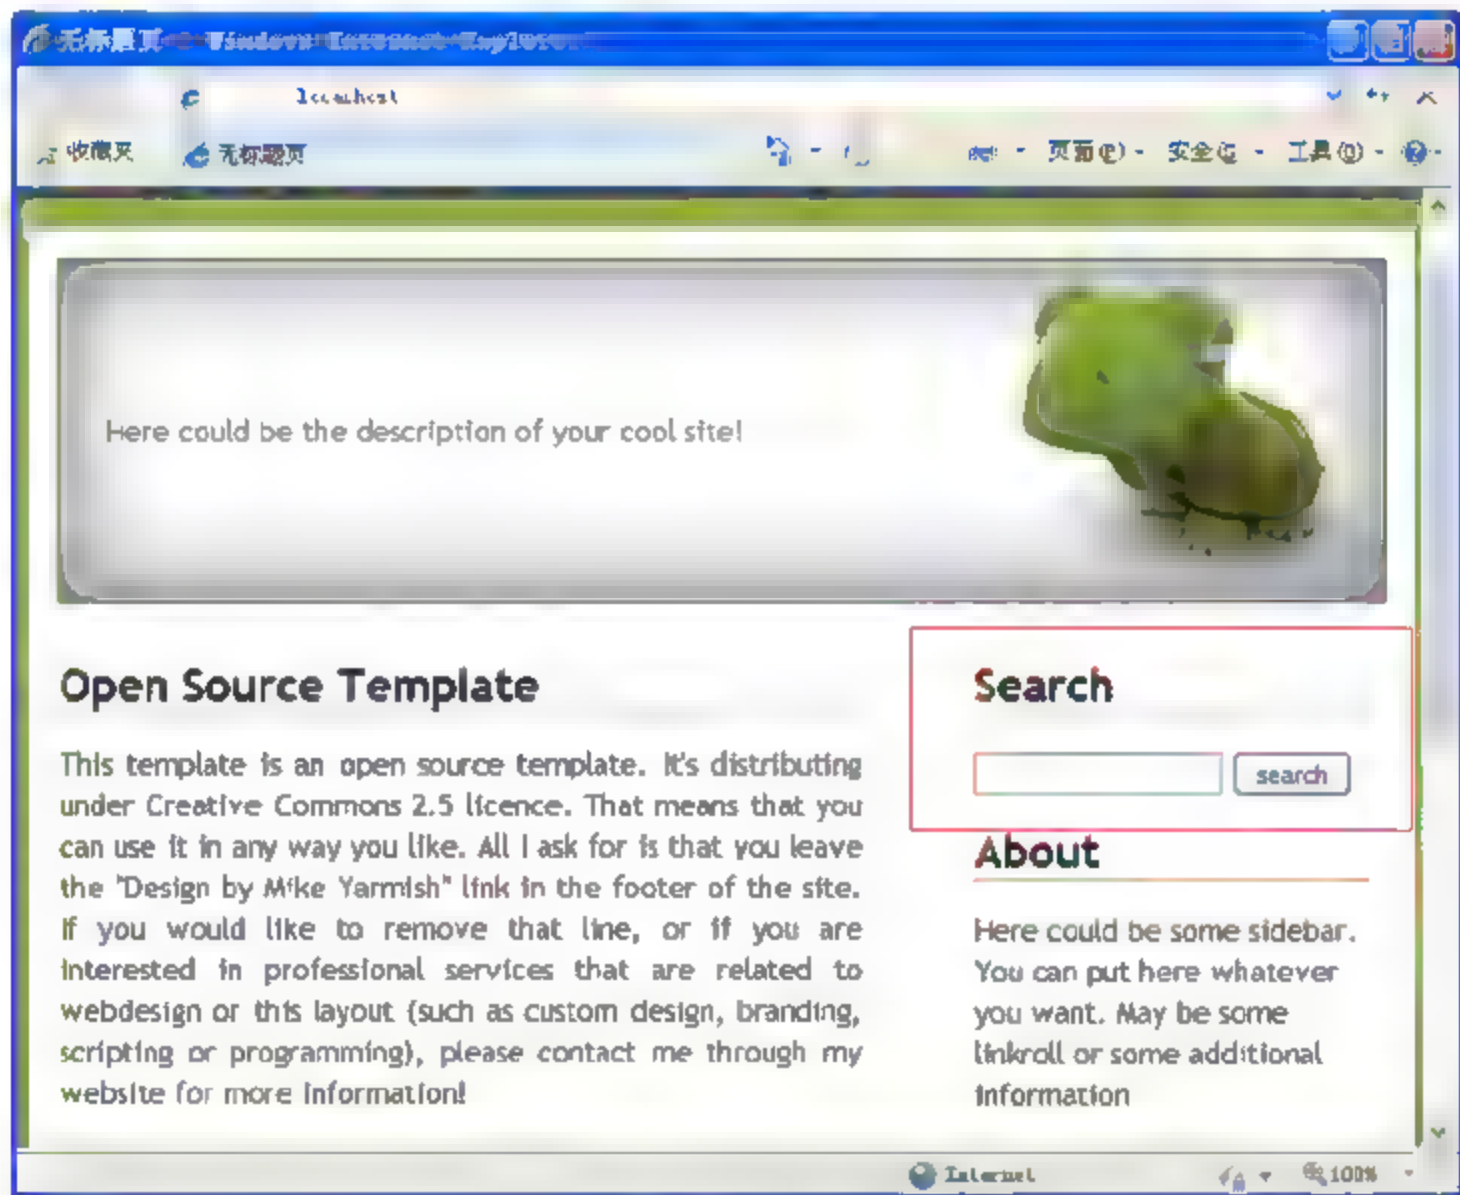 无标题页 - Windows Internet Explorer
localhost
收藏夹 无标题页 页面(P) 安全(S) 工具(O)
Here could be the description of your cool site!
Open Source Template
This template is an open source template. It's distributing
under Creative Commons 2.5 licence. That means that you
can use it in any way you like. All I ask for is that you leave
the "Design by Mike Yarmish" link in the footer of the site.
If you would like to remove that line, or if you are
interested in professional services that are related to
webdesign or this layout (such as custom design, branding,
scripting or programming), please contact me through my
website for more information!
Search
search
About
Here could be some sidebar.
You can put here whatever
you want. May be some
linkroll or some additional
information
Internet 100%